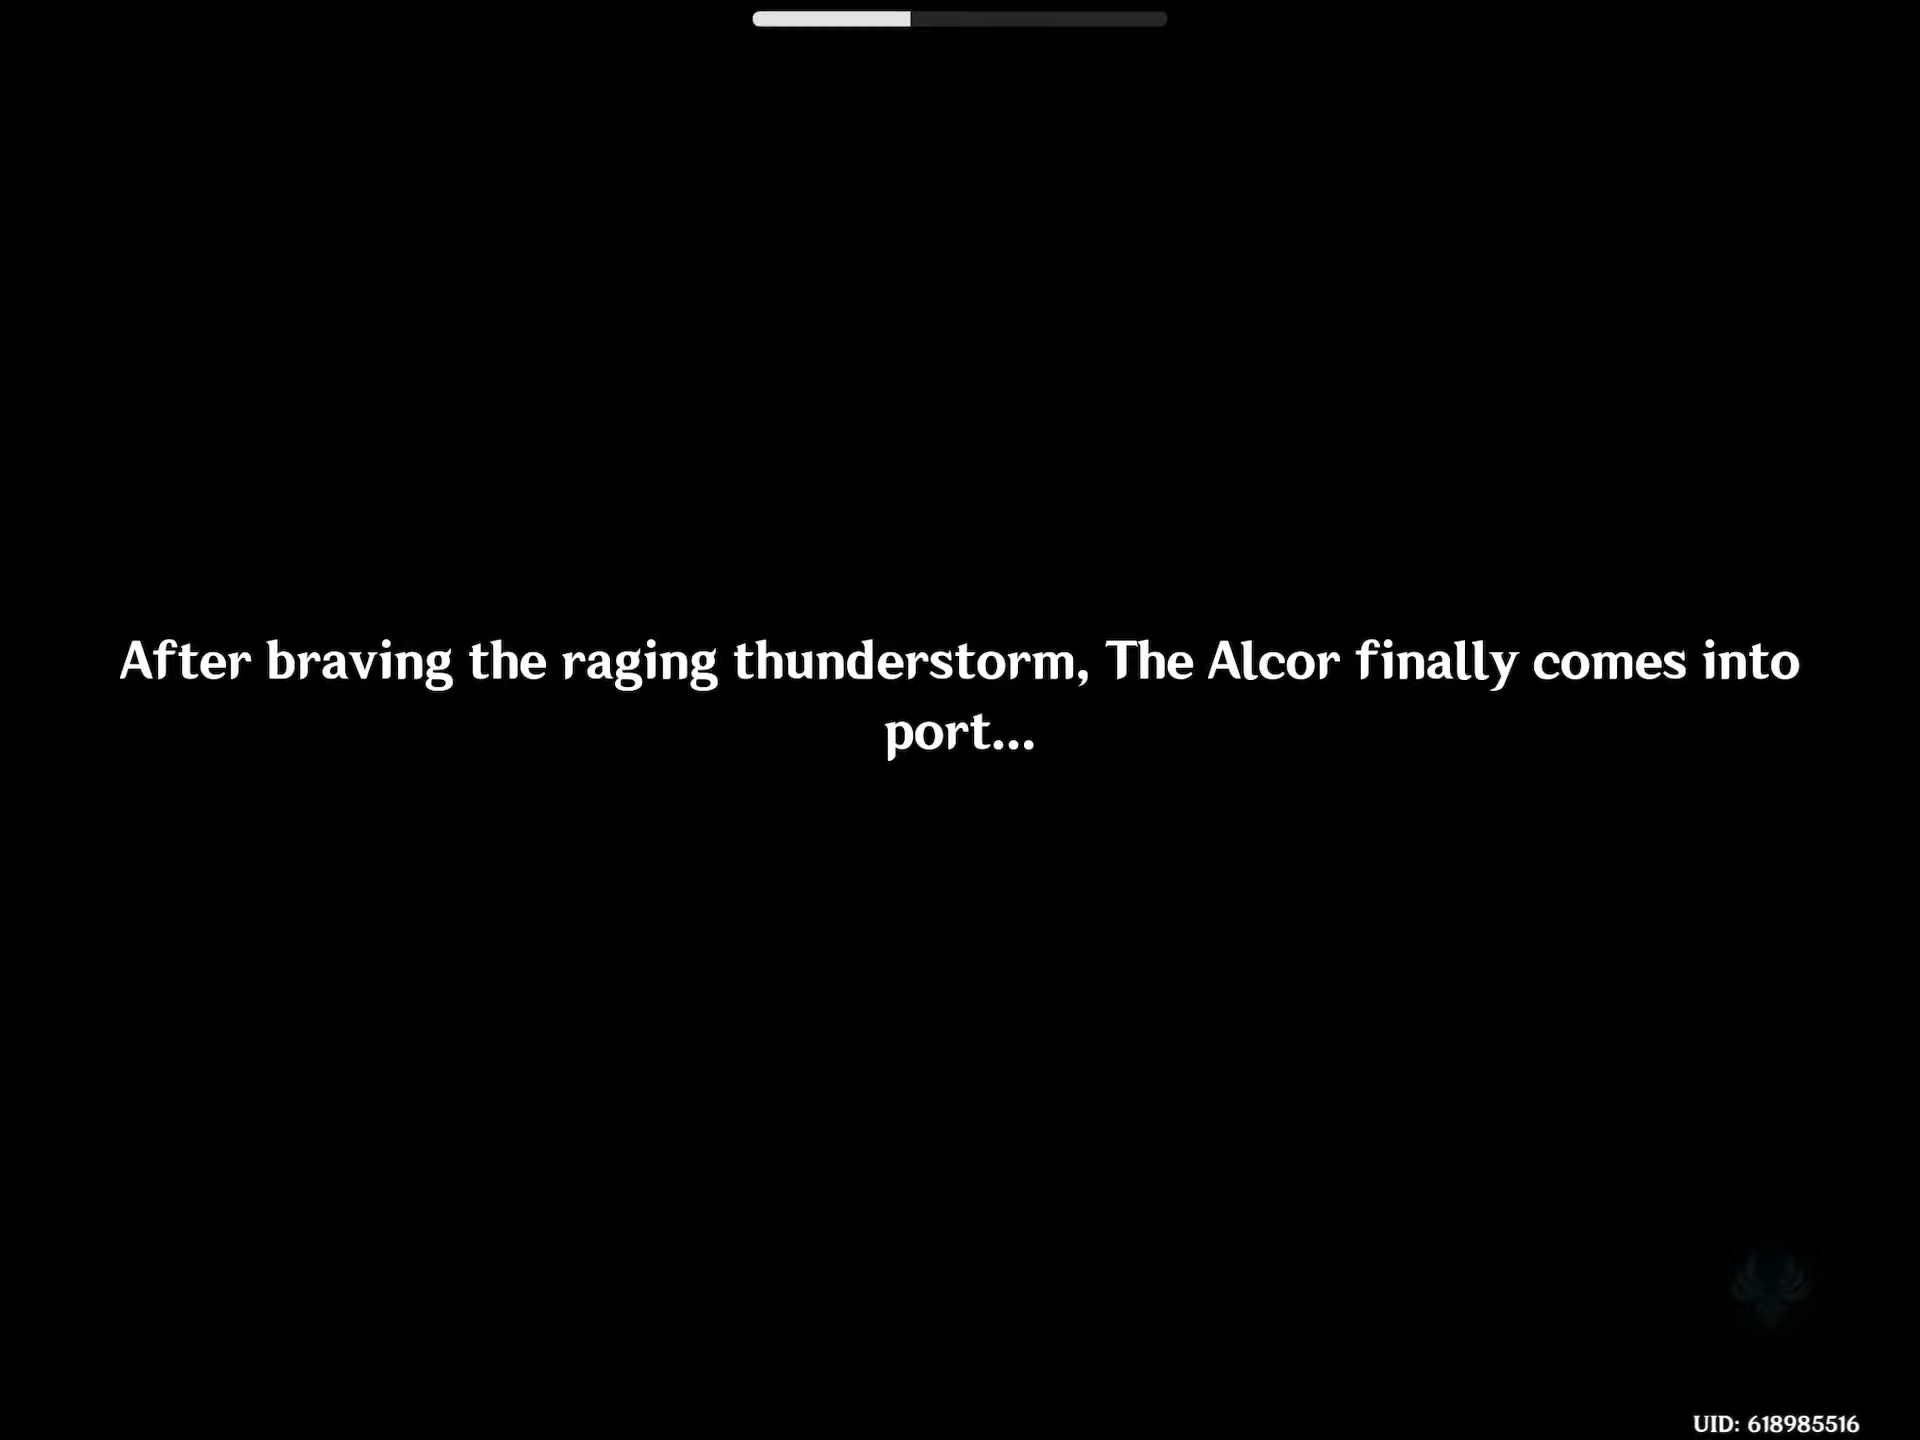 After braving the raging thunderstorm, The Alcor finally comes into
port...
UID: 618985516